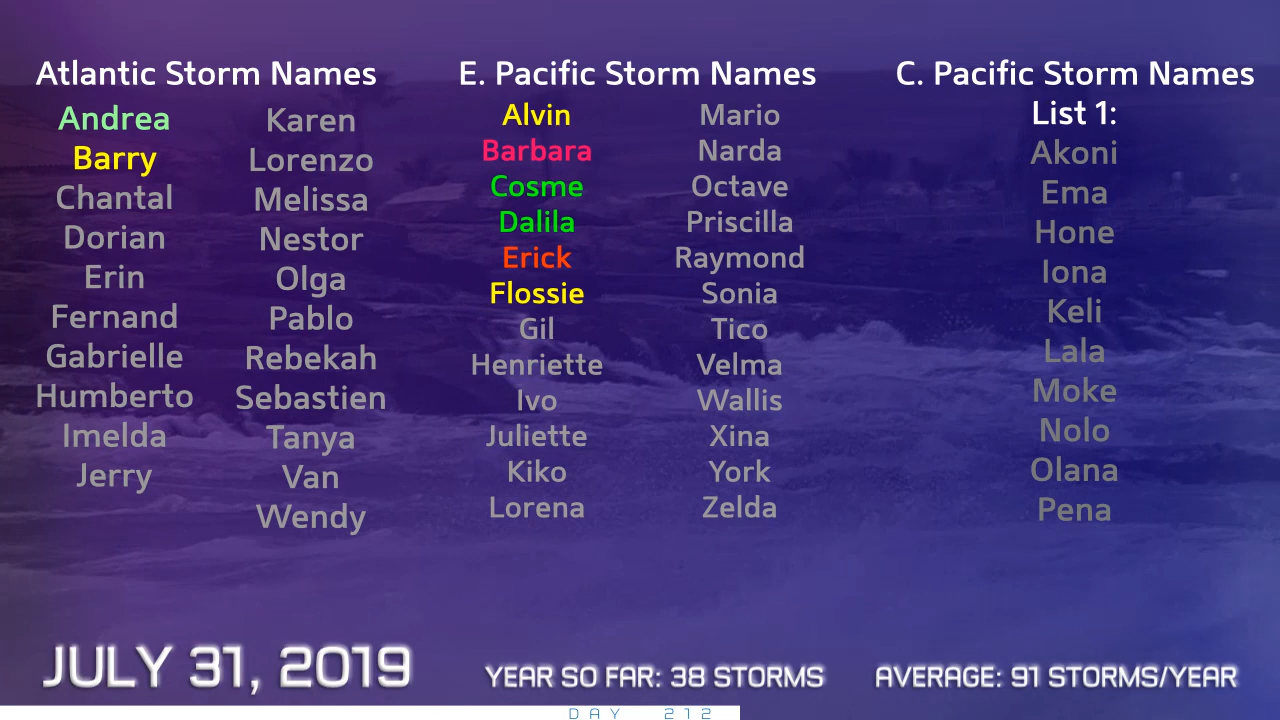 Atlantic Storm Names
Andrea
Barry
Chantal
Dorian
Erin
Fernand
Gabrielle
Humberto
Imelda
Jerry
Karen
Lorenzo
Melissa
Nestor
Olga
Pablo
Rebekah
Sebastien
Tanya
Van
Wendy
E. Pacific Storm Names
Alvin
Barbara
Cosme
Dalila
Erick
Flossie
Gil
Henriette
Ivo
Juliette
Kiko
Lorena
Mario
Narda
Octave
Priscilla
Raymond
Sonia
Tico
Velma
Wallis
Xina
York
Zelda
C. Pacific Storm Names
List 1:
Akoni
Ema
Hone
Iona
Keli
Lala
Moke
Nolo
Olana
Pena
JULY 31, 2019
YEAR SO FAR: 38 STORMS
AVERAGE: 91 STORMS/YEAR
DAY 212